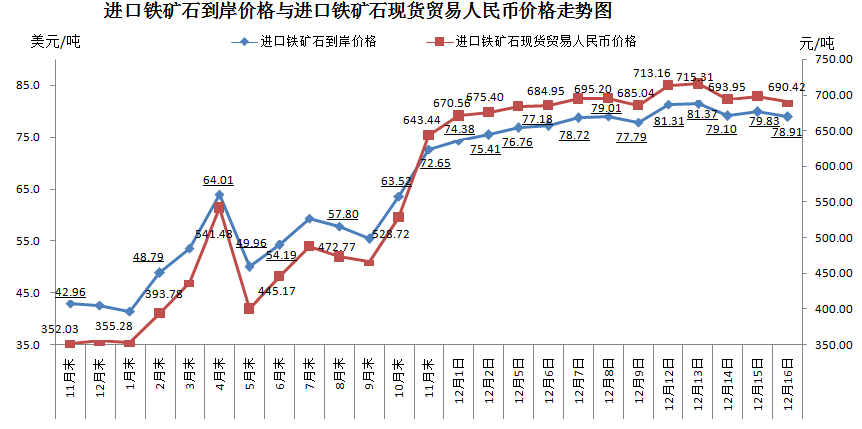 进口铁矿石到岸价格与进口铁矿石现货贸易人民币价格走势图
美元/吨
进口铁矿石到岸价格
进口铁矿石现货贸易人民币价格
元/吨
85.0
75.0
65.0
55.0
45.0
35.0
750.00
700.00
650.00
600.00
550.00
500.00
450.00
400.00
350.00
42.96
48.79
64.01
49.96
54.19
57.80
63.52
72.65
74.38
75.41
76.76
77.18
78.72
79.01
77.79
81.31
81.37
79.10
79.83
78.91
352.03
355.28
393.78
541.48
445.17
472.77
528.72
643.44
670.56
675.40
684.95
695.20
685.04
713.16
715.31
693.95
690.42
11月末
12月末
1月末
2月末
3月末
4月末
5月末
6月末
7月末
8月末
9月末
10月末
11月末
12月1日
12月2日
12月5日
12月6日
12月7日
12月8日
12月9日
12月12日
12月13日
12月14日
12月15日
12月16日